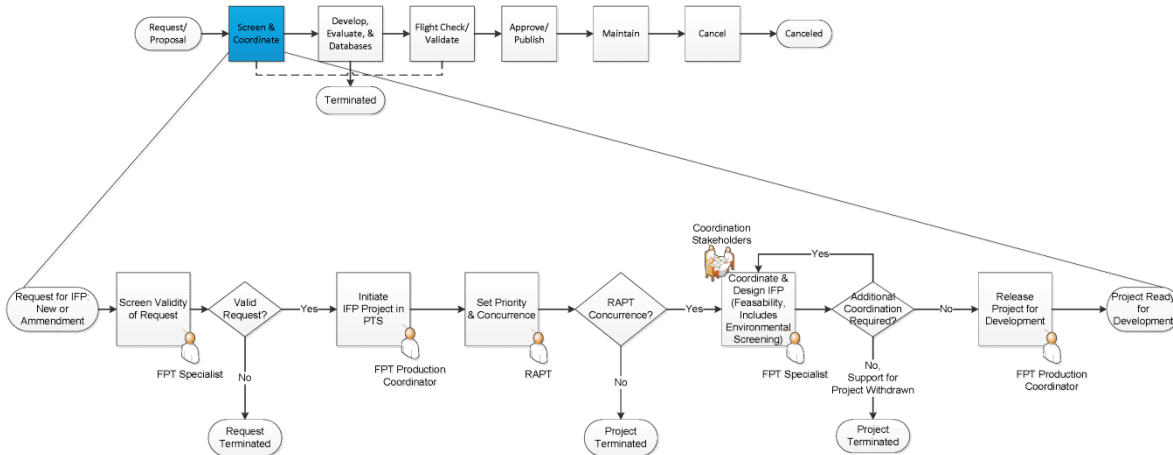 Request/
Proposal
Screen &
Coordinate
Develop,
Evaluate, &
Databases
Flight Check/
Validate
Approve/
Publish
Maintain
Cancel
Canceled
Terminated
Request for IFP:
New or
Ammendment
Screen Validity
of Request
FPT Specialist
Valid
Request?
Yes
No
Request
Terminated
Initiate
IFP Project in
PTS
FPT Production
Coordinator
Set Priority
& Concurrence
RAPT
RAPT
Concurrence?
Yes
No
Project
Terminated
Coordination
Stakeholders
Coordinate &
Design IFP
(Feasability,
Includes
Environmental
Screening)
FPT Specialist
Yes
Additional
Coordination
Required?
No
No,
Support for
Project Withdrawn
Project
Terminated
Release
Project for
Development
FPT Production
Coordinator
Project Ready
for
Development